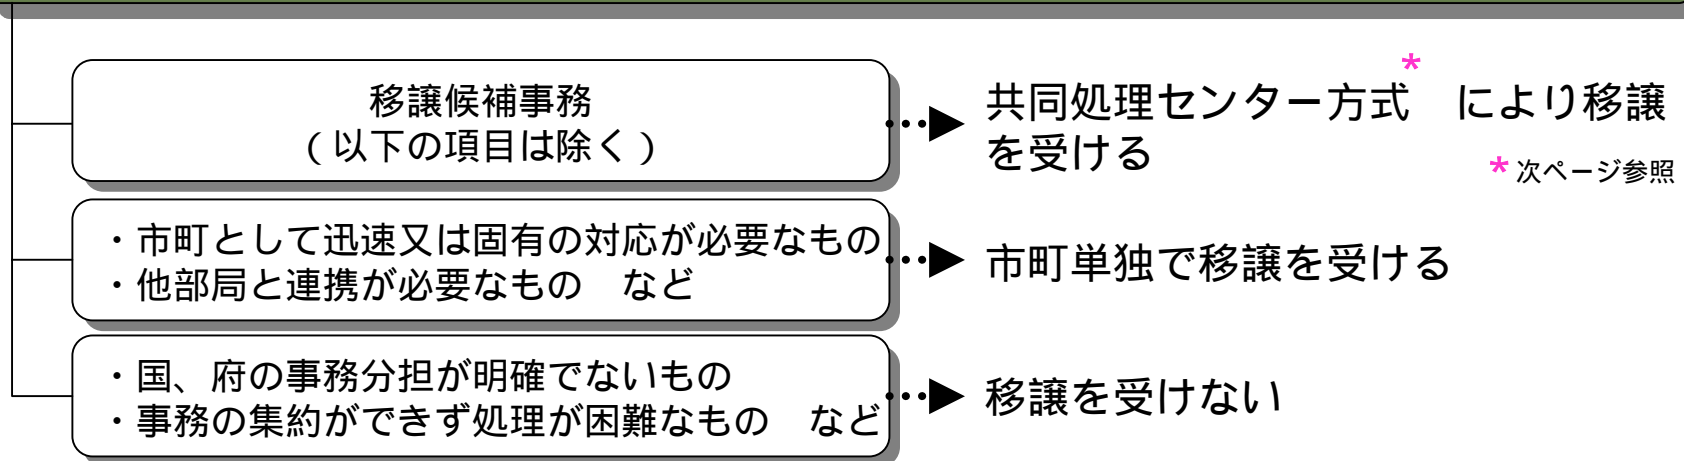 移譲候補事務
(以下の項目は除く)
共同処理センター方式* により移譲
を受ける
*次ページ参照
・市町として迅速又は固有の対応が必要なもの
・他部局と連携が必要なもの など
市町単独で移譲を受ける
・国、府の事務分担が明確でないもの
・事務の集約ができず処理が困難なもの など
移譲を受けない